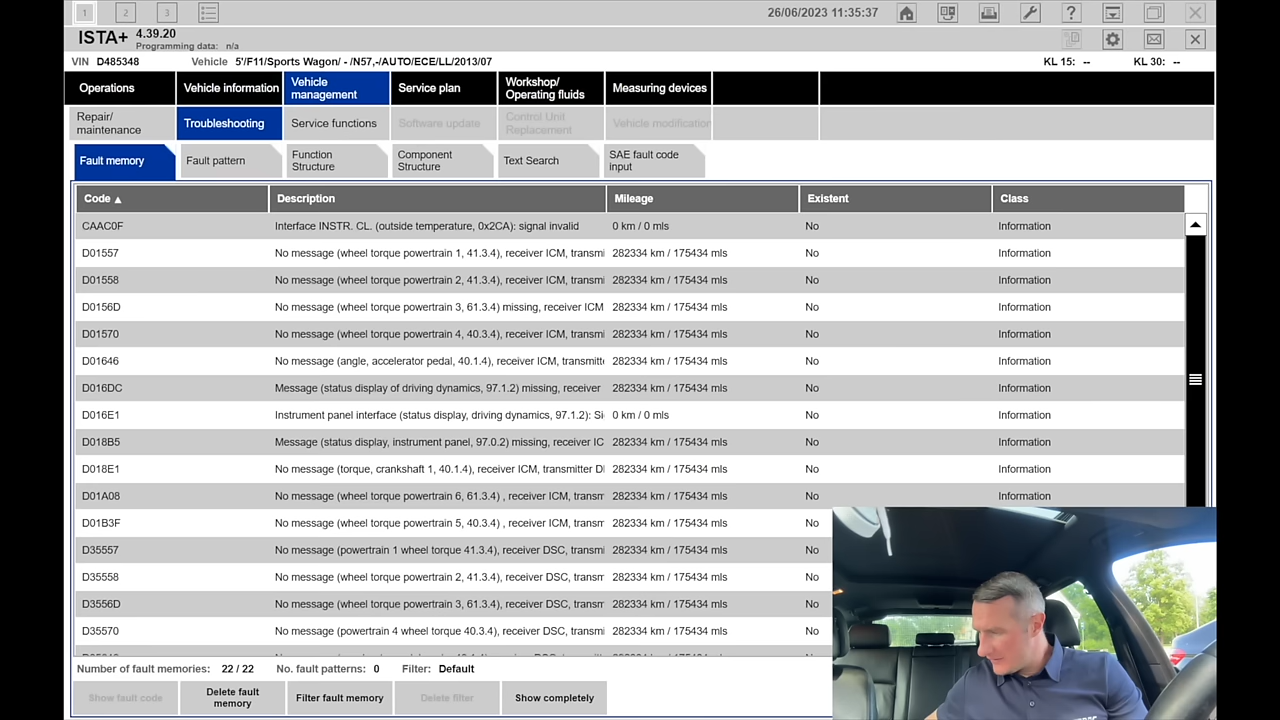 1 2 3 26/06/2023 11:35:37 ?
ISTA+ 4.39.20
Programming data: n/a
VIN D485348 Vehicle 5'/F11/Sports Wagon/ - /N57,-/AUTO/ECE/LL/2013/07 KL 15: -- KL 30: --
Operations Vehicle information Vehicle management Service plan Workshop/ Operating fluids Measuring devices
Repair/ maintenance Troubleshooting Service functions Software update Control Unit Replacement Vehicle modification
Fault memory Fault pattern Function Structure Component Structure Text Search SAE fault code input
Code ▲ Description Mileage Existent Class
CAAC0F Interface INSTR. CL. (outside temperature, 0x2CA): signal invalid 0 km / 0 mls No Information
D01557 No message (wheel torque powertrain 1, 41.3.4), receiver ICM, transmi 282334 km / 175434 mls No Information
D01558 No message (wheel torque powertrain 2, 41.3.4), receiver ICM, transmi 282334 km / 175434 mls No Information
D0156D No message (wheel torque powertrain 3, 61.3.4) missing, receiver ICM 282334 km / 175434 mls No Information
D01570 No message (wheel torque powertrain 4, 40.3.4), receiver ICM, transmi 282334 km / 175434 mls No Information
D01646 No message (angle, accelerator pedal, 40.1.4), receiver ICM, transmitte 282334 km / 175434 mls No Information
D016DC Message (status display of driving dynamics, 97.1.2) missing, receiver 282334 km / 175434 mls No Information
D016E1 Instrument panel interface (status display, driving dynamics, 97.1.2): Si 0 km / 0 mls No Information
D018B5 Message (status display, instrument panel, 97.0.2) missing, receiver IC 282334 km / 175434 mls No Information
D018E1 No message (torque, crankshaft 1, 40.1.4), receiver ICM, transmitter D 282334 km / 175434 mls No Information
D01A08 No message (wheel torque powertrain 6, 61.3.4) , receiver ICM, transm 282334 km / 175434 mls No Information
D01B3F No message (wheel torque powertrain 5, 40.3.4) , receiver ICM, transm 282334 km / 175434 mls No
D35557 No message (powertrain 1 wheel torque 41.3.4), receiver DSC, transmi 282334 km / 175434 mls No
D35558 No message (wheel torque powertrain 2, 41.3.4), receiver DSC, transm 282334 km / 175434 mls No
D3556D No message (wheel torque powertrain 3, 61.3.4), receiver DSC, transm 282334 km / 175434 mls No
D35570 No message (powertrain 4 wheel torque 40.3.4), receiver DSC, transmi 282334 km / 175434 mls No
Number of fault memories: 22 / 22 No. fault patterns: 0 Filter: Default
Show fault code Delete fault memory Filter fault memory Delete filter Show completely